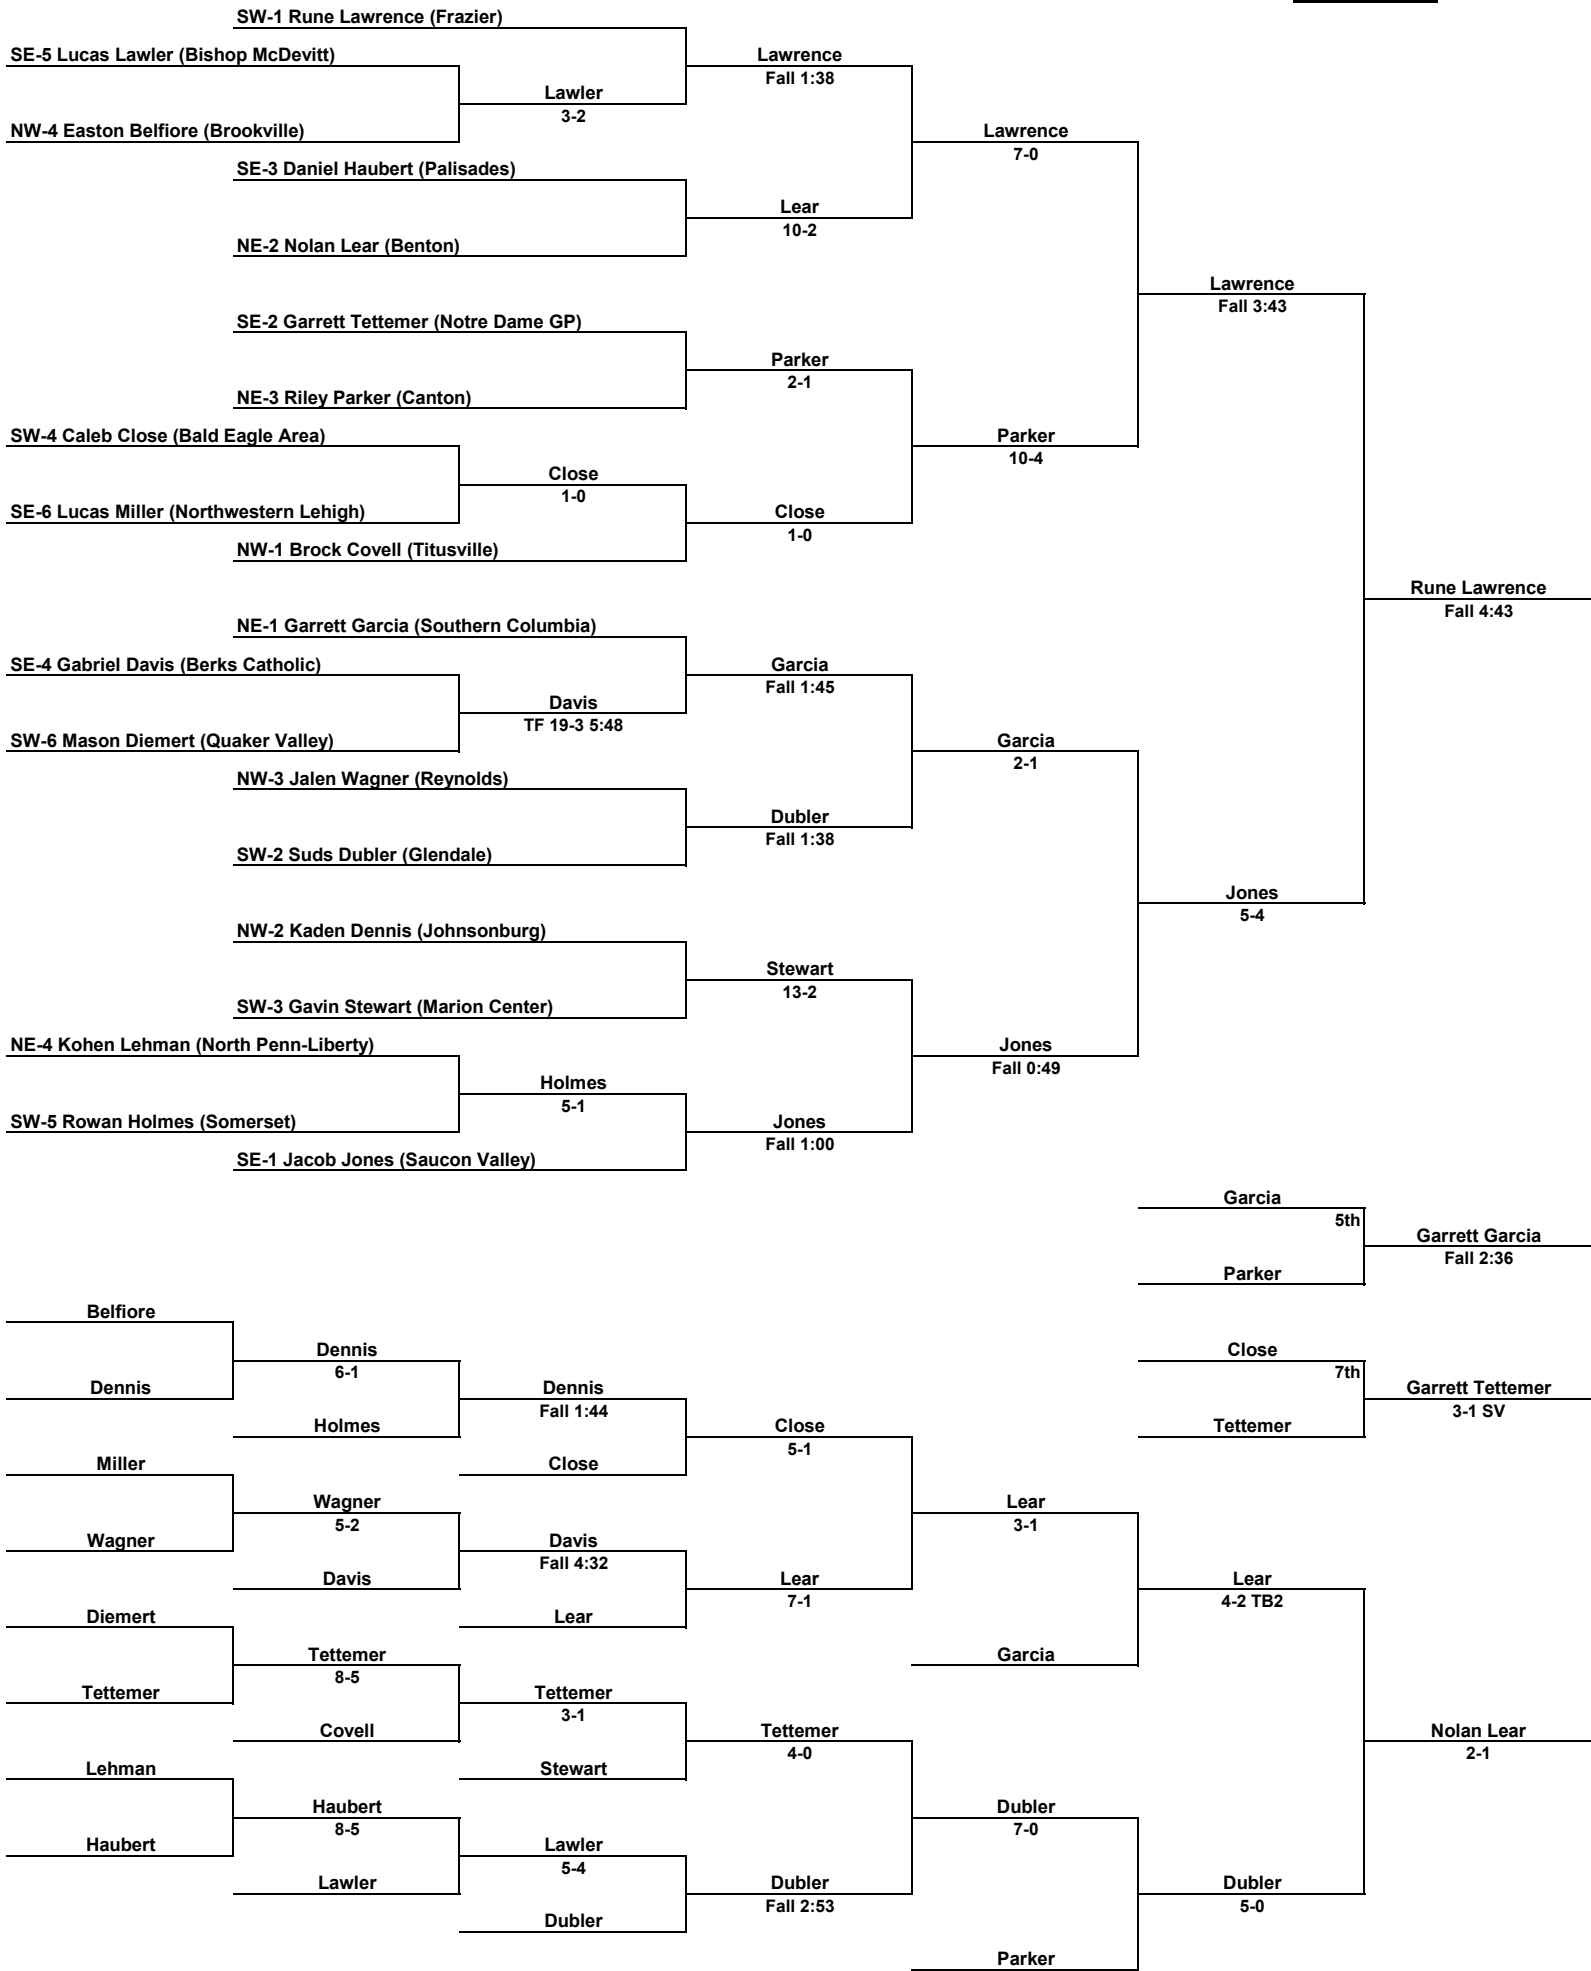 SW-1 Rune Lawrence (Frazier)
SE-5 Lucas Lawler (Bishop McDevitt)
Lawrence
Fall 1:38
Lawler
3-2
NW-4 Easton Belfiore (Brookville)
Lawrence
7-0
SE-3 Daniel Haubert (Palisades)
Lear
10-2
NE-2 Nolan Lear (Benton)
Lawrence
Fall 3:43
SE-2 Garrett Tettemer (Notre Dame GP)
Parker
2-1
NE-3 Riley Parker (Canton)
SW-4 Caleb Close (Bald Eagle Area)
Parker
10-4
Close
1-0
SE-6 Lucas Miller (Northwestern Lehigh)
Close
1-0
NW-1 Brock Covell (Titusville)
Rune Lawrence
Fall 4:43
NE-1 Garrett Garcia (Southern Columbia)
SE-4 Gabriel Davis (Berks Catholic)
Garcia
Fall 1:45
Davis
TF 19-3 5:48
SW-6 Mason Diemert (Quaker Valley)
Garcia
2-1
NW-3 Jalen Wagner (Reynolds)
Dubler
Fall 1:38
SW-2 Suds Dubler (Glendale)
Jones
5-4
NW-2 Kaden Dennis (Johnsonburg)
Stewart
13-2
SW-3 Gavin Stewart (Marion Center)
NE-4 Kohen Lehman (North Penn-Liberty)
Jones
Fall 0:49
Holmes
5-1
SW-5 Rowan Holmes (Somerset)
Jones
Fall 1:00
SE-1 Jacob Jones (Saucon Valley)
Garcia
5th
Garrett Garcia
Fall 2:36
Parker
Belfiore
Dennis
6-1
Close
7th
Dennis
Dennis
Fall 1:44
Garrett Tettemer
3-1 SV
Holmes
Close
5-1
Tettemer
Miller
Close
Wagner
5-2
Lear
3-1
Wagner
Davis
Fall 4:32
Davis
Lear
7-1
Lear
4-2 TB2
Diemert
Lear
Tettemer
8-5
Garcia
Tettemer
Tettemer
3-1
Covell
Tettemer
4-0
Nolan Lear
2-1
Lehman
Stewart
Haubert
8-5
Dubler
7-0
Haubert
Lawler
5-4
Lawler
Dubler
Fall 2:53
Dubler
5-0
Dubler
Parker